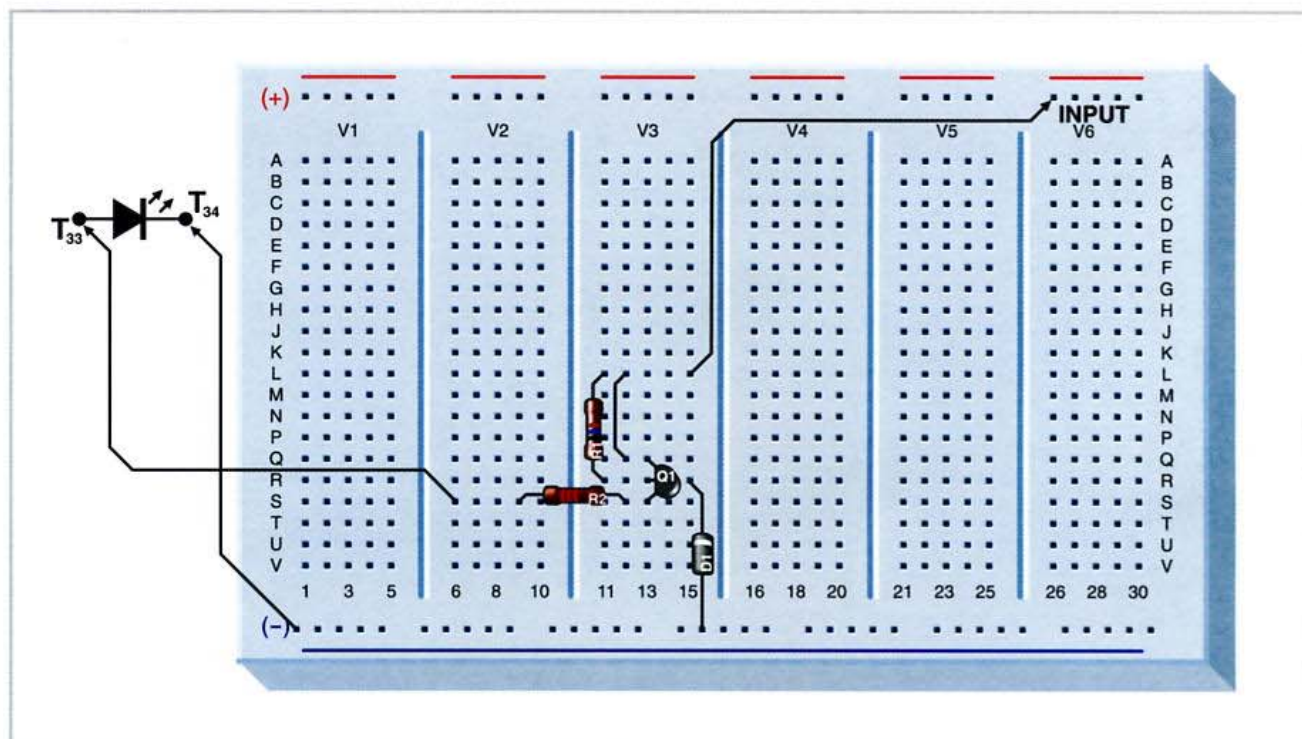 (+)
INPUT
V1 V2 V3 V4 V5 V6
A A
B B
C C
T34
D D
T33
E E
F F
G G
H H
J J
K K
L L
M M
N N
P P
R1
Q Q
Q1
R R
S S
R2
T T
U U
D1
V V
1 3 5 6 8 10 11 13 15 16 18 20 21 23 25 26 28 30
(-)